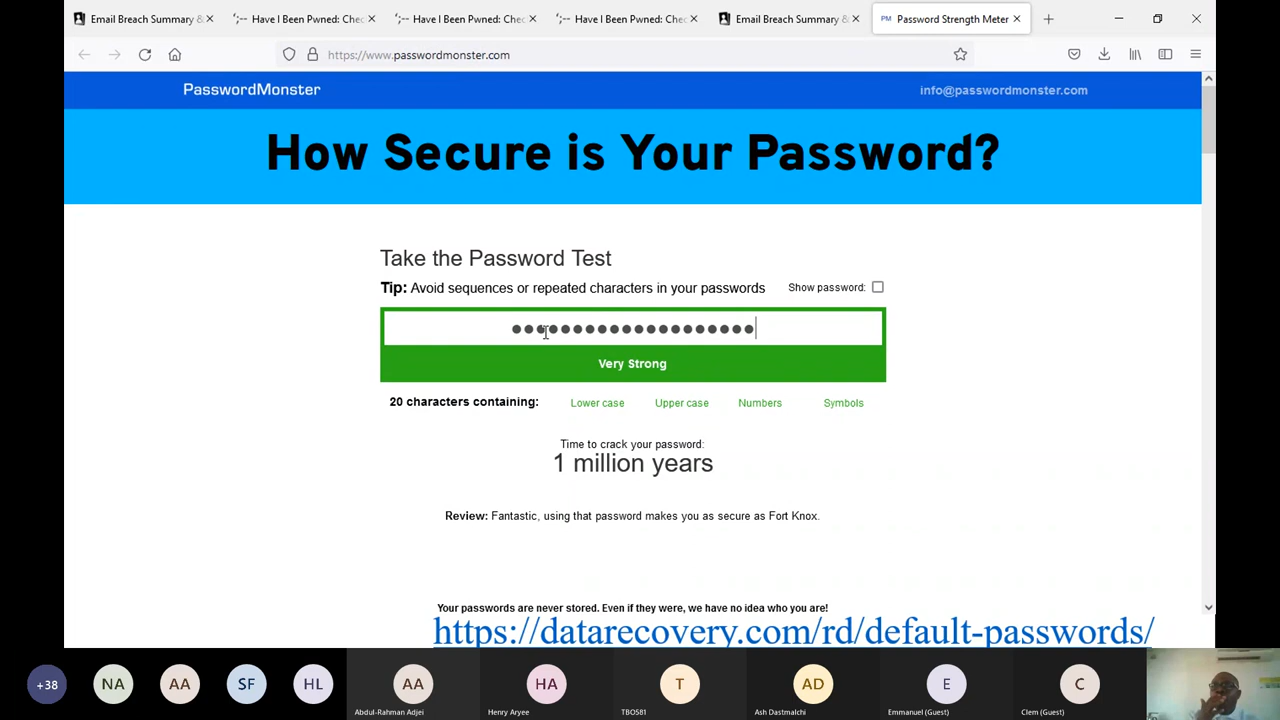 Email Breach Summary &
Have I Been Pwned: Chec
Have I Been Pwned: Chec
Have I Been Pwned: Chec
Email Breach Summary &
PM Password Strength Meter
https://www.passwordmonster.com
PasswordMonster
info@passwordmonster.com
How Secure is Your Password?
Take the Password Test
Tip: Avoid sequences or repeated characters in your passwords
Show password:
Very Strong
20 characters containing:
Lower case
Upper case
Numbers
Symbols
Time to crack your password:
1 million years
Review: Fantastic, using that password makes you as secure as Fort Knox.
Your passwords are never stored. Even if they were, we have no idea who you are!
https://datarecovery.com/rd/default-passwords/
+38
NA
AA
SF
HL
AA
HA
T
AD
E
C
Abdul-Rahman Adjei
Henry Aryee
TBO581
Ash Dastmalchi
Emmanuel (Guest)
Clem (Guest)